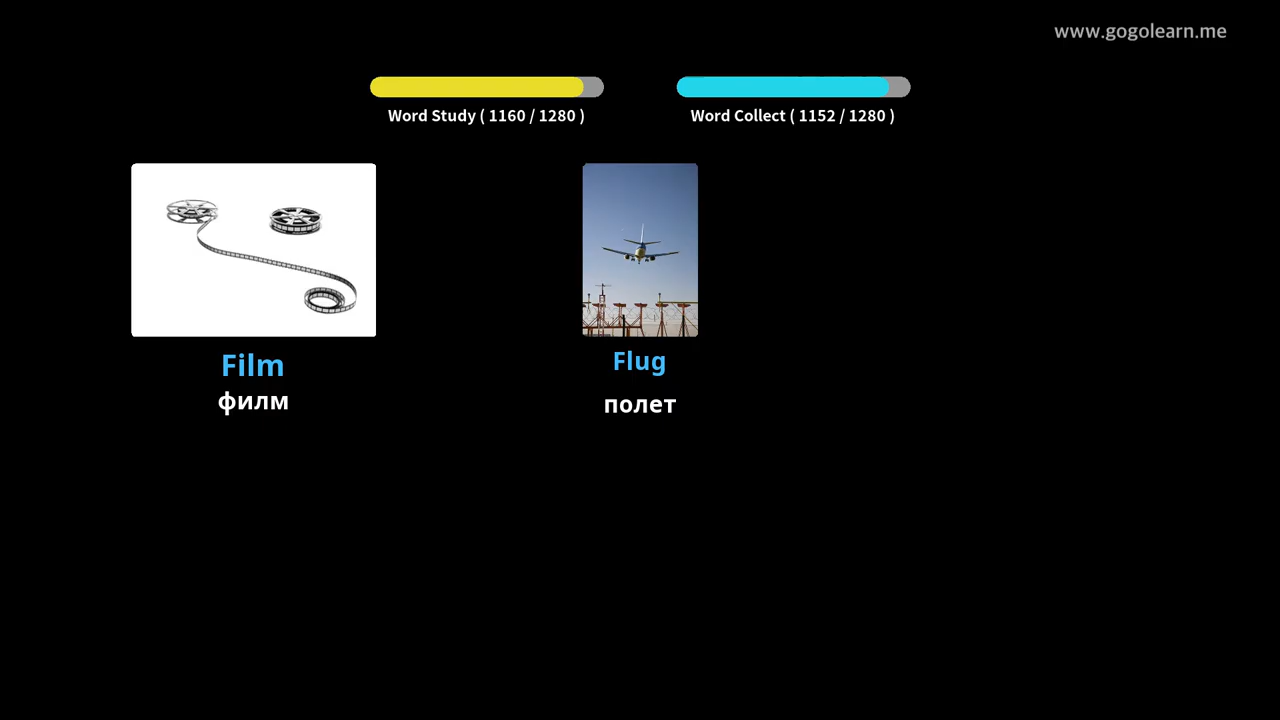 www.gogolearn.me
Word Study ( 1160 / 1280 )
Word Collect ( 1152 / 1280 )
Film
филм
Flug
полет